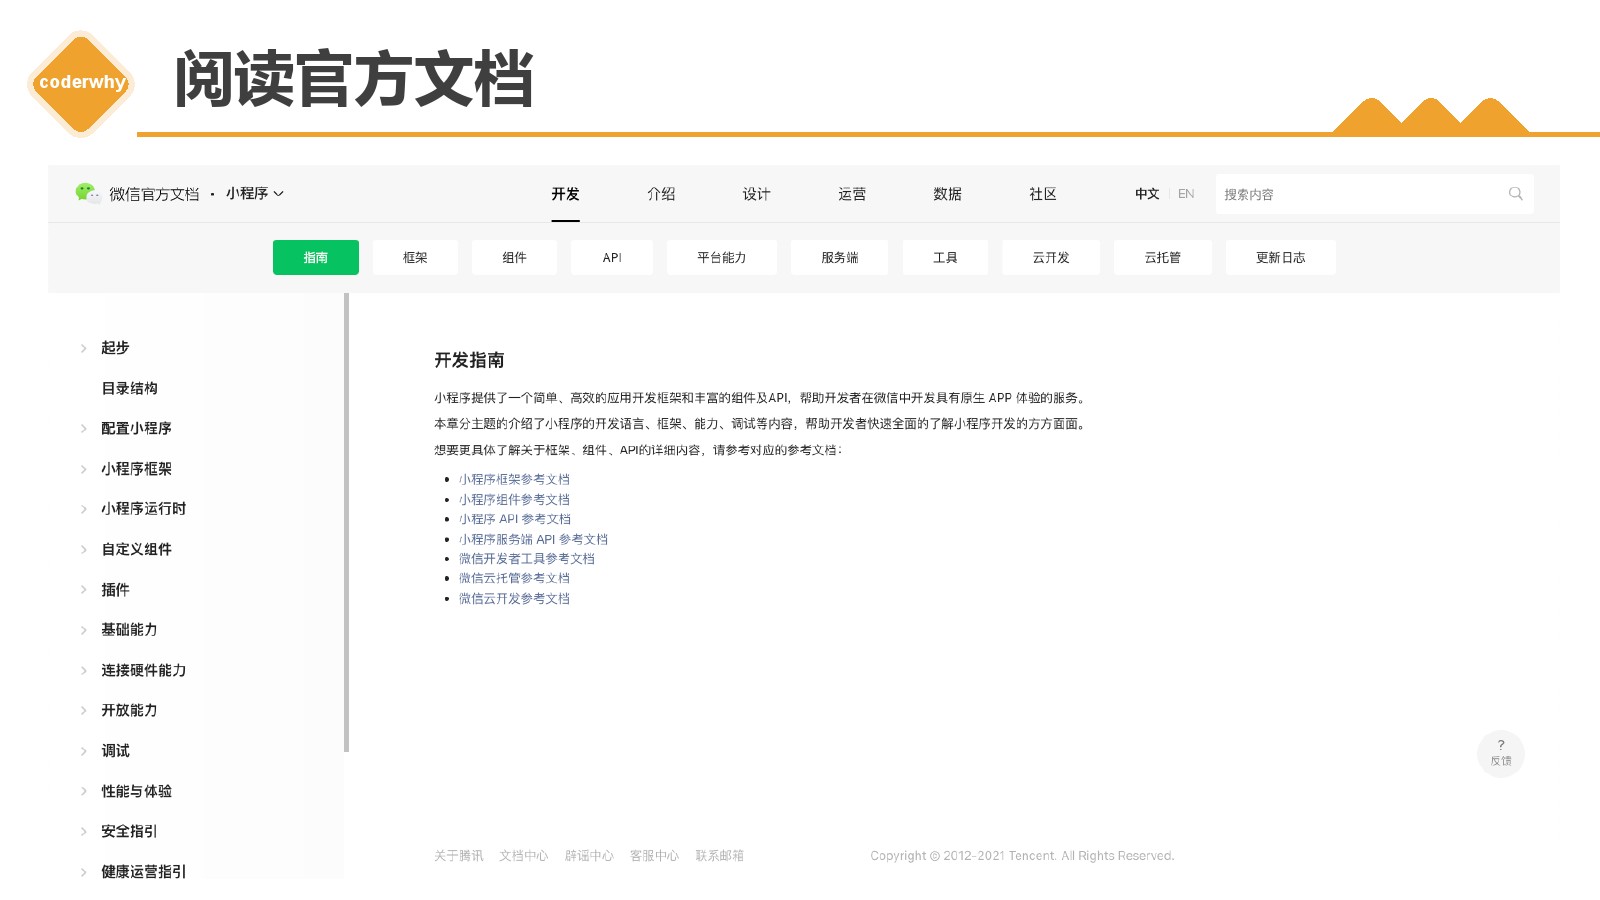 coderwhy
阅读官方文档
微信官方文档 · 小程序
开发 介绍 设计 运营 数据 社区
中文 EN
搜索内容
指南 框架 组件 API 平台能力 服务端 工具 云开发 云托管 更新日志
起步
目录结构
配置小程序
小程序框架
小程序运行时
自定义组件
插件
基础能力
连接硬件能力
开放能力
调试
性能与体验
安全指引
健康运营指引
开发指南
小程序提供了一个简单、高效的应用开发框架和丰富的组件及API，帮助开发者在微信中开发具有原生 APP 体验的服务。
本章分主题的介绍了小程序的开发语言、框架、能力、调试等内容，帮助开发者快速全面的了解小程序开发的方方面面。
想要更具体了解关于框架、组件、API的详细内容，请参考对应的参考文档：
• 小程序框架参考文档
• 小程序组件参考文档
• 小程序 API 参考文档
• 小程序服务端 API 参考文档
• 微信开发者工具参考文档
• 微信云托管参考文档
• 微信云开发参考文档
?
反馈
关于腾讯 文档中心 辟谣中心 客服中心 联系邮箱
Copyright © 2012-2021 Tencent. All Rights Reserved.